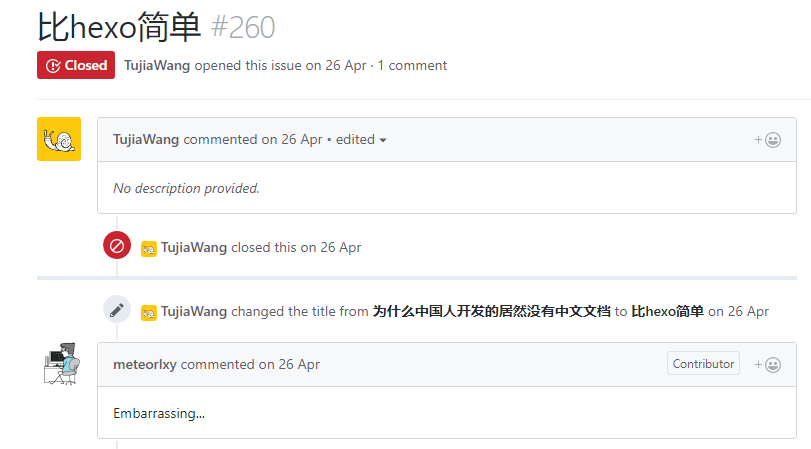 比hexo简单 #260
Closed TujiaWang opened this issue on 26 Apr · 1 comment
TujiaWang commented on 26 Apr • edited
No description provided.
TujiaWang closed this on 26 Apr
TujiaWang changed the title from 为什么中国人开发的居然没有中文文档 to 比hexo简单 on 26 Apr
meteorlxy commented on 26 Apr Contributor
Embarrassing...